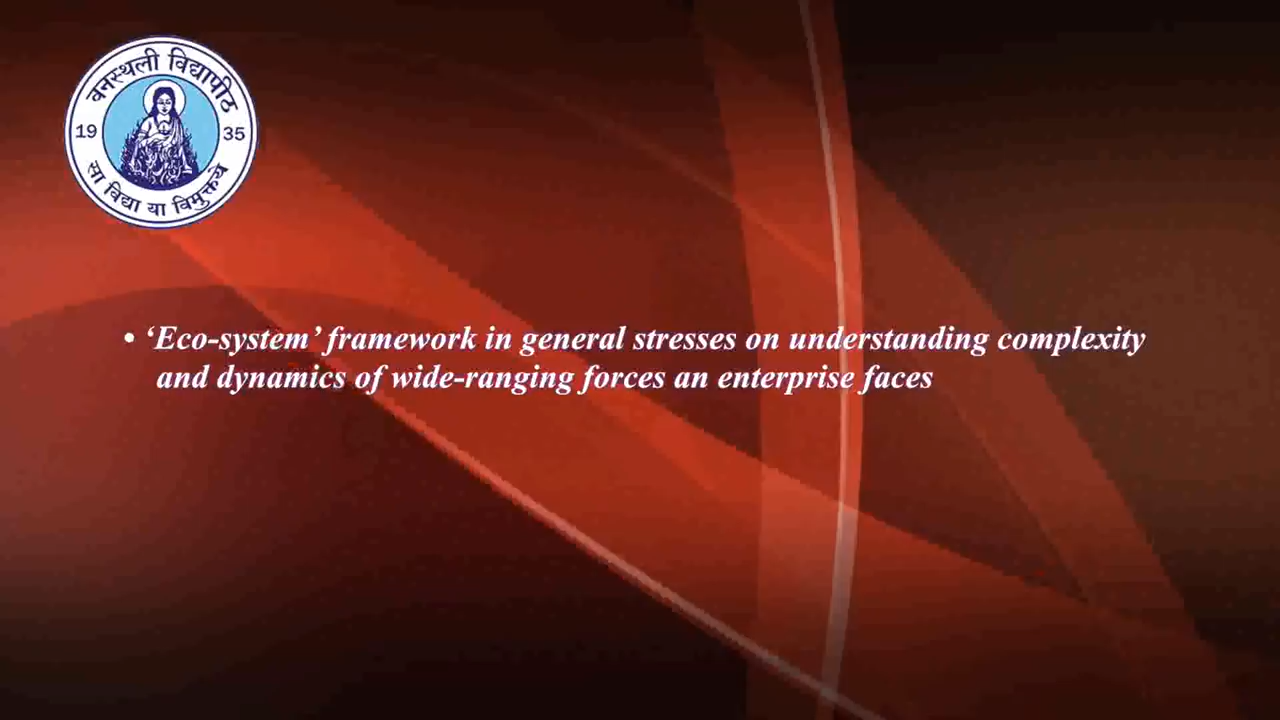 वनस्थली विद्यापीठ
19 35
सा विद्या या विमुक्तये
• ‘Eco-system’ framework in general stresses on understanding complexity
and dynamics of wide-ranging forces an enterprise faces